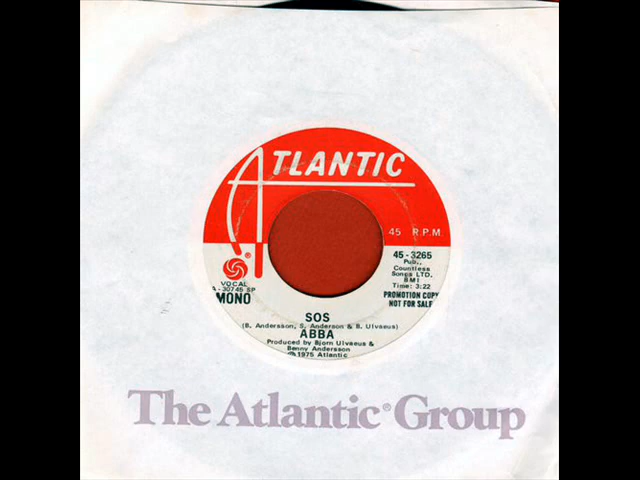 ATLANTIC
45 R.P.M.
®
45 - 3265
Pub.,
Countless
Songs LTD.
BMI
Time: 3:22
PROMOTION COPY
NOT FOR SALE
VOCAL
A - 30745 SP
MONO
SOS
(B. Andersson, S. Anderson & B. Ulvaeus)
ABBA
Produced by Bjorn Ulvaeus &
Benny Andersson
℗1975 Atlantic
The Atlantic® Group